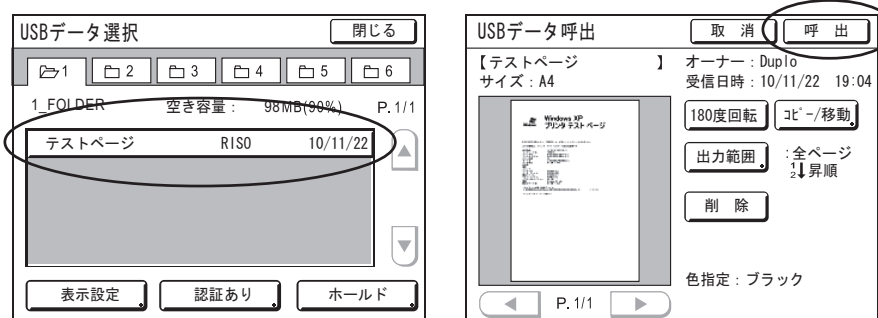 USBデータ選択
閉じる
1 2 3 4 5 6
1_FOLDER 空き容量： 98MB(99%) P.1/1
テストページ RISO 10/11/22
表示設定 認証あり ホールド
USBデータ呼出
取 消 呼 出
【テストページ 】
サイズ：A4
オーナー：Duplo
受信日時：10/11/22 19:04
Windows XP
プリンタ テスト ページ
180度回転 ｺﾋﾟｰ/移動
出力範囲 :全ページ
1 2 昇順
削 除
色指定：ブラック
P.1/1